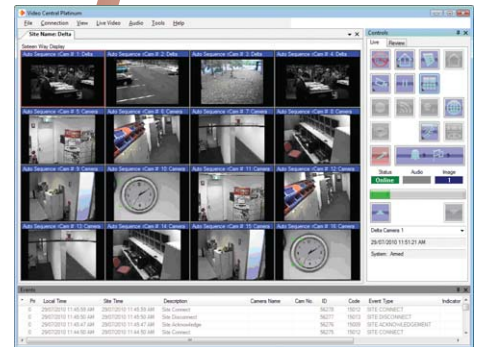 Video Control Platinum
File Connection View Live Video Audio Tools Help
Site Name: Delta
Screen Way Display
Controls
Live Review
Auto Sequence :Cam #: 1: Delta
Auto Sequence :Cam #: 2: Delta
Auto Sequence :Cam #: 3: Delta
Auto Sequence :Cam #: 4: Delta
Auto Sequence :Cam #: 5: Camera
Auto Sequence :Cam #: 6: Camera
Auto Sequence :Cam #: 7: Camera
Auto Sequence :Cam #: 8: Camera
Auto Sequence :Cam #: 9: Camera
Auto Sequence :Cam #: 10: Camera
Auto Sequence :Cam #: 11: Camera
Auto Sequence :Cam #: 12: Camera
Auto Sequence :Cam #: 13: Camera
Auto Sequence :Cam #: 14: Camera
Auto Sequence :Cam #: 15: Camera
Auto Sequence :Cam #: 16: Camera
Status Audio Image
Online 1
Delta Camera 1
29/07/2010 11:51:21 AM
System: Armed
Events
Pri Local Time Site Time Description Camera Name Cam No. ID Code Event Type Indicator
0 29/07/2010 11:45:59 AM 29/07/2010 11:45:59 AM Site Connect 96278 15012 SITE CONNECT
0 29/07/2010 11:45:50 AM 29/07/2010 11:45:50 AM Site Disconnect 96277 15013 SITE DISCONNECT
0 29/07/2010 11:45:47 AM 29/07/2010 11:45:47 AM Site Acknowledge 96276 15009 SITE ACKNOWLEDGEMENT
0 29/07/2010 11:44:50 AM 29/07/2010 11:44:50 AM Site Connect 96275 15012 SITE CONNECT